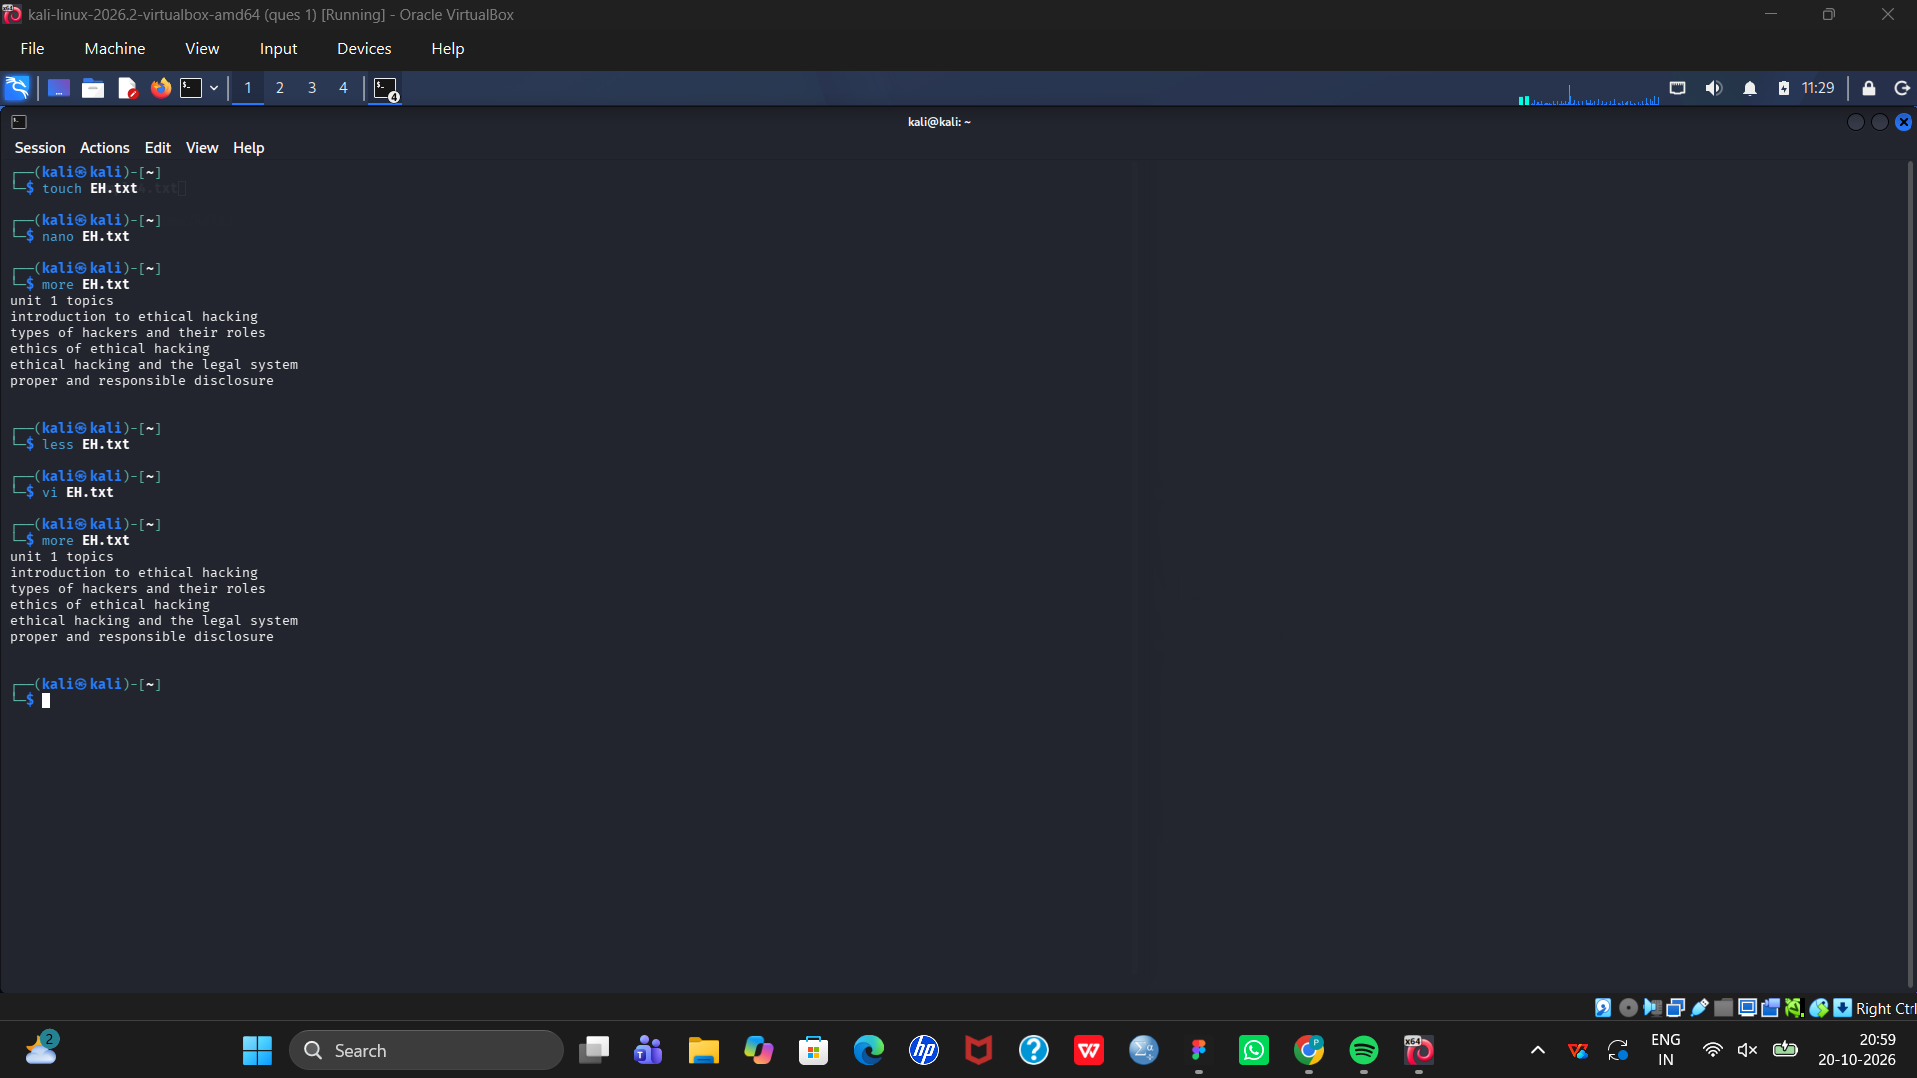 kali-linux-2026.2-virtualbox-amd64 (ques 1) [Running] - Oracle VirtualBox
File Machine View Input Devices Help
1 2 3 4 4 11:29
kali@kali: ~
Session Actions Edit View Help
┌──(kali㉿kali)-[~]
└─$ touch EH.txt
┌──(kali㉿kali)-[~]
└─$ nano EH.txt
┌──(kali㉿kali)-[~]
└─$ more EH.txt
unit 1 topics
introduction to ethical hacking
types of hackers and their roles
ethics of ethical hacking
ethical hacking and the legal system
proper and responsible disclosure
┌──(kali㉿kali)-[~]
└─$ less EH.txt
┌──(kali㉿kali)-[~]
└─$ vi EH.txt
┌──(kali㉿kali)-[~]
└─$ more EH.txt
unit 1 topics
introduction to ethical hacking
types of hackers and their roles
ethics of ethical hacking
ethical hacking and the legal system
proper and responsible disclosure
┌──(kali㉿kali)-[~]
└─$
Right Ctrl
2 Search ENG 20:59
IN 20-10-2026